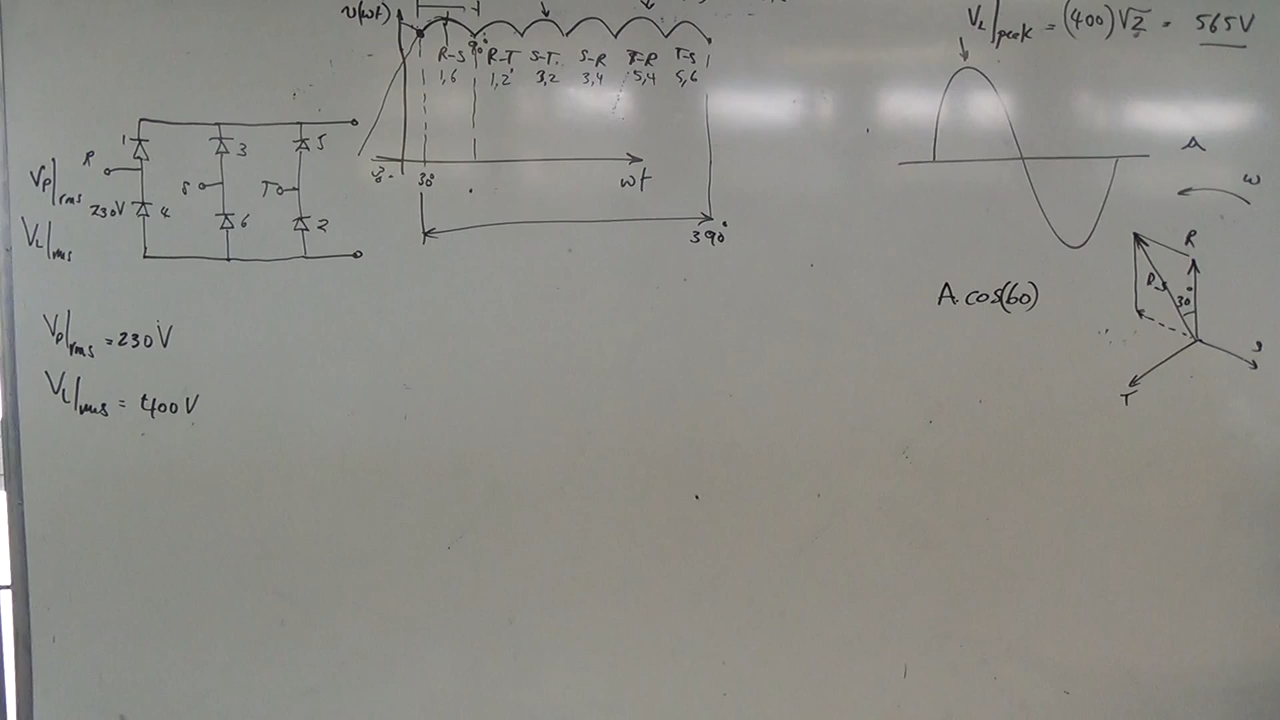 v(wt)
R-S 90° R-T S-T S-R T-R T-S
1,6 1,2 3,2 3,4 5,4 5,6
30° wt
390°
1 3 5
R S T
Vp|rms
230V 4 6 2
VL|rms
Vp|rms = 230V
VL|rms = 400V
VL|peak = (400)√2 = 565V
A
w
A.cos(60)
R
R-S 30°
S
T